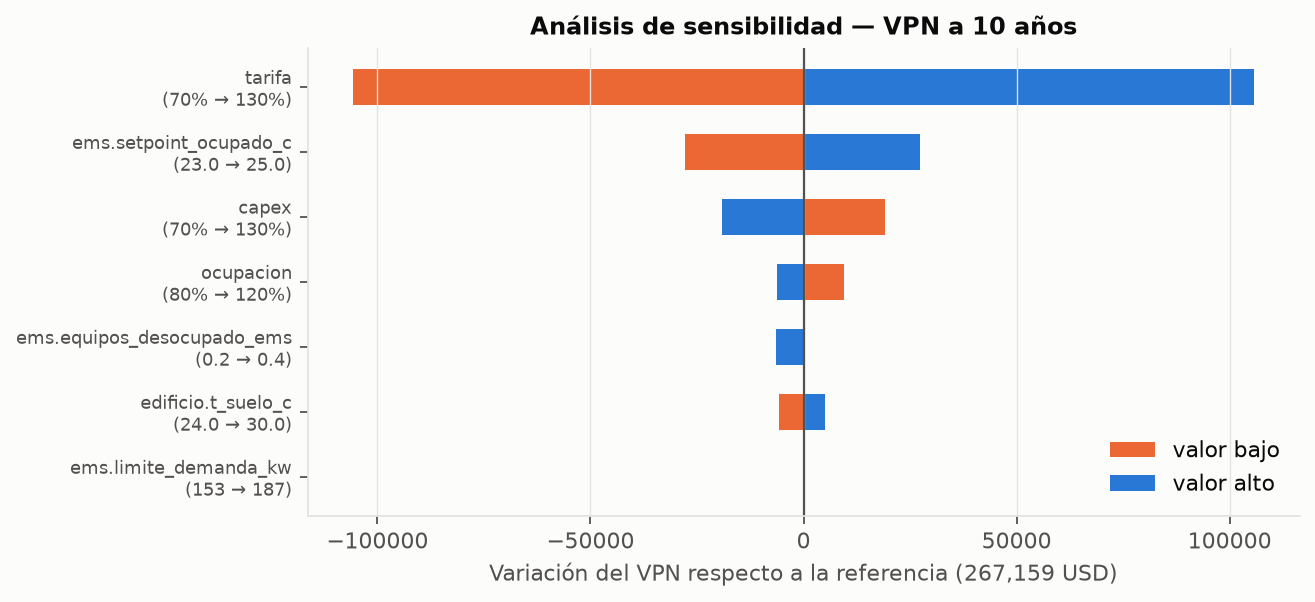 Análisis de sensibilidad — VPN a 10 años
tarifa
(70% → 130%)
ems.setpoint_ocupado_c
(23.0 → 25.0)
capex
(70% → 130%)
ocupacion
(80% → 120%)
ems.equipos_desocupado_ems
(0.2 → 0.4)
edificio.t_suelo_c
(24.0 → 30.0)
ems.limite_demanda_kw
(153 → 187)
valor bajo
valor alto
−100000 −50000 0 50000 100000
Variación del VPN respecto a la referencia (267,159 USD)